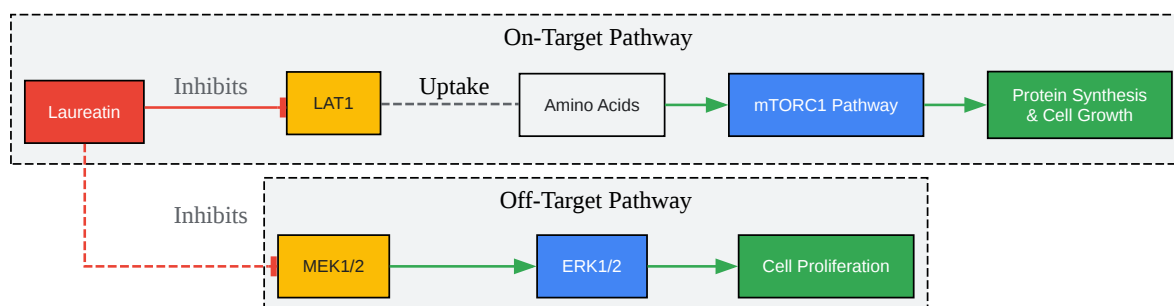 On-Target Pathway
Inhibits
Uptake
Laureatin
LAT1
Amino Acids
mTORC1 Pathway
Protein Synthesis
& Cell Growth
Off-Target Pathway
Inhibits
MEK1/2
ERK1/2
Cell Proliferation